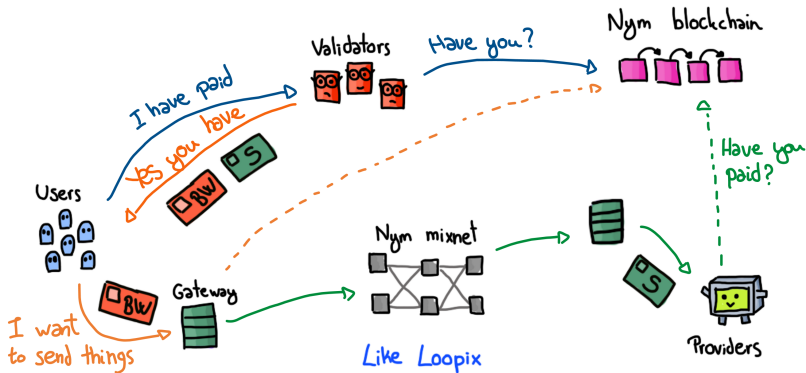 Nym blockchain
Validators
Have you?
I have paid
Yes you have
S
BW
Have you
paid?
Users
Nym mixnet
S
BW
Gateway
I want
to send things
Like Loopix
Providers